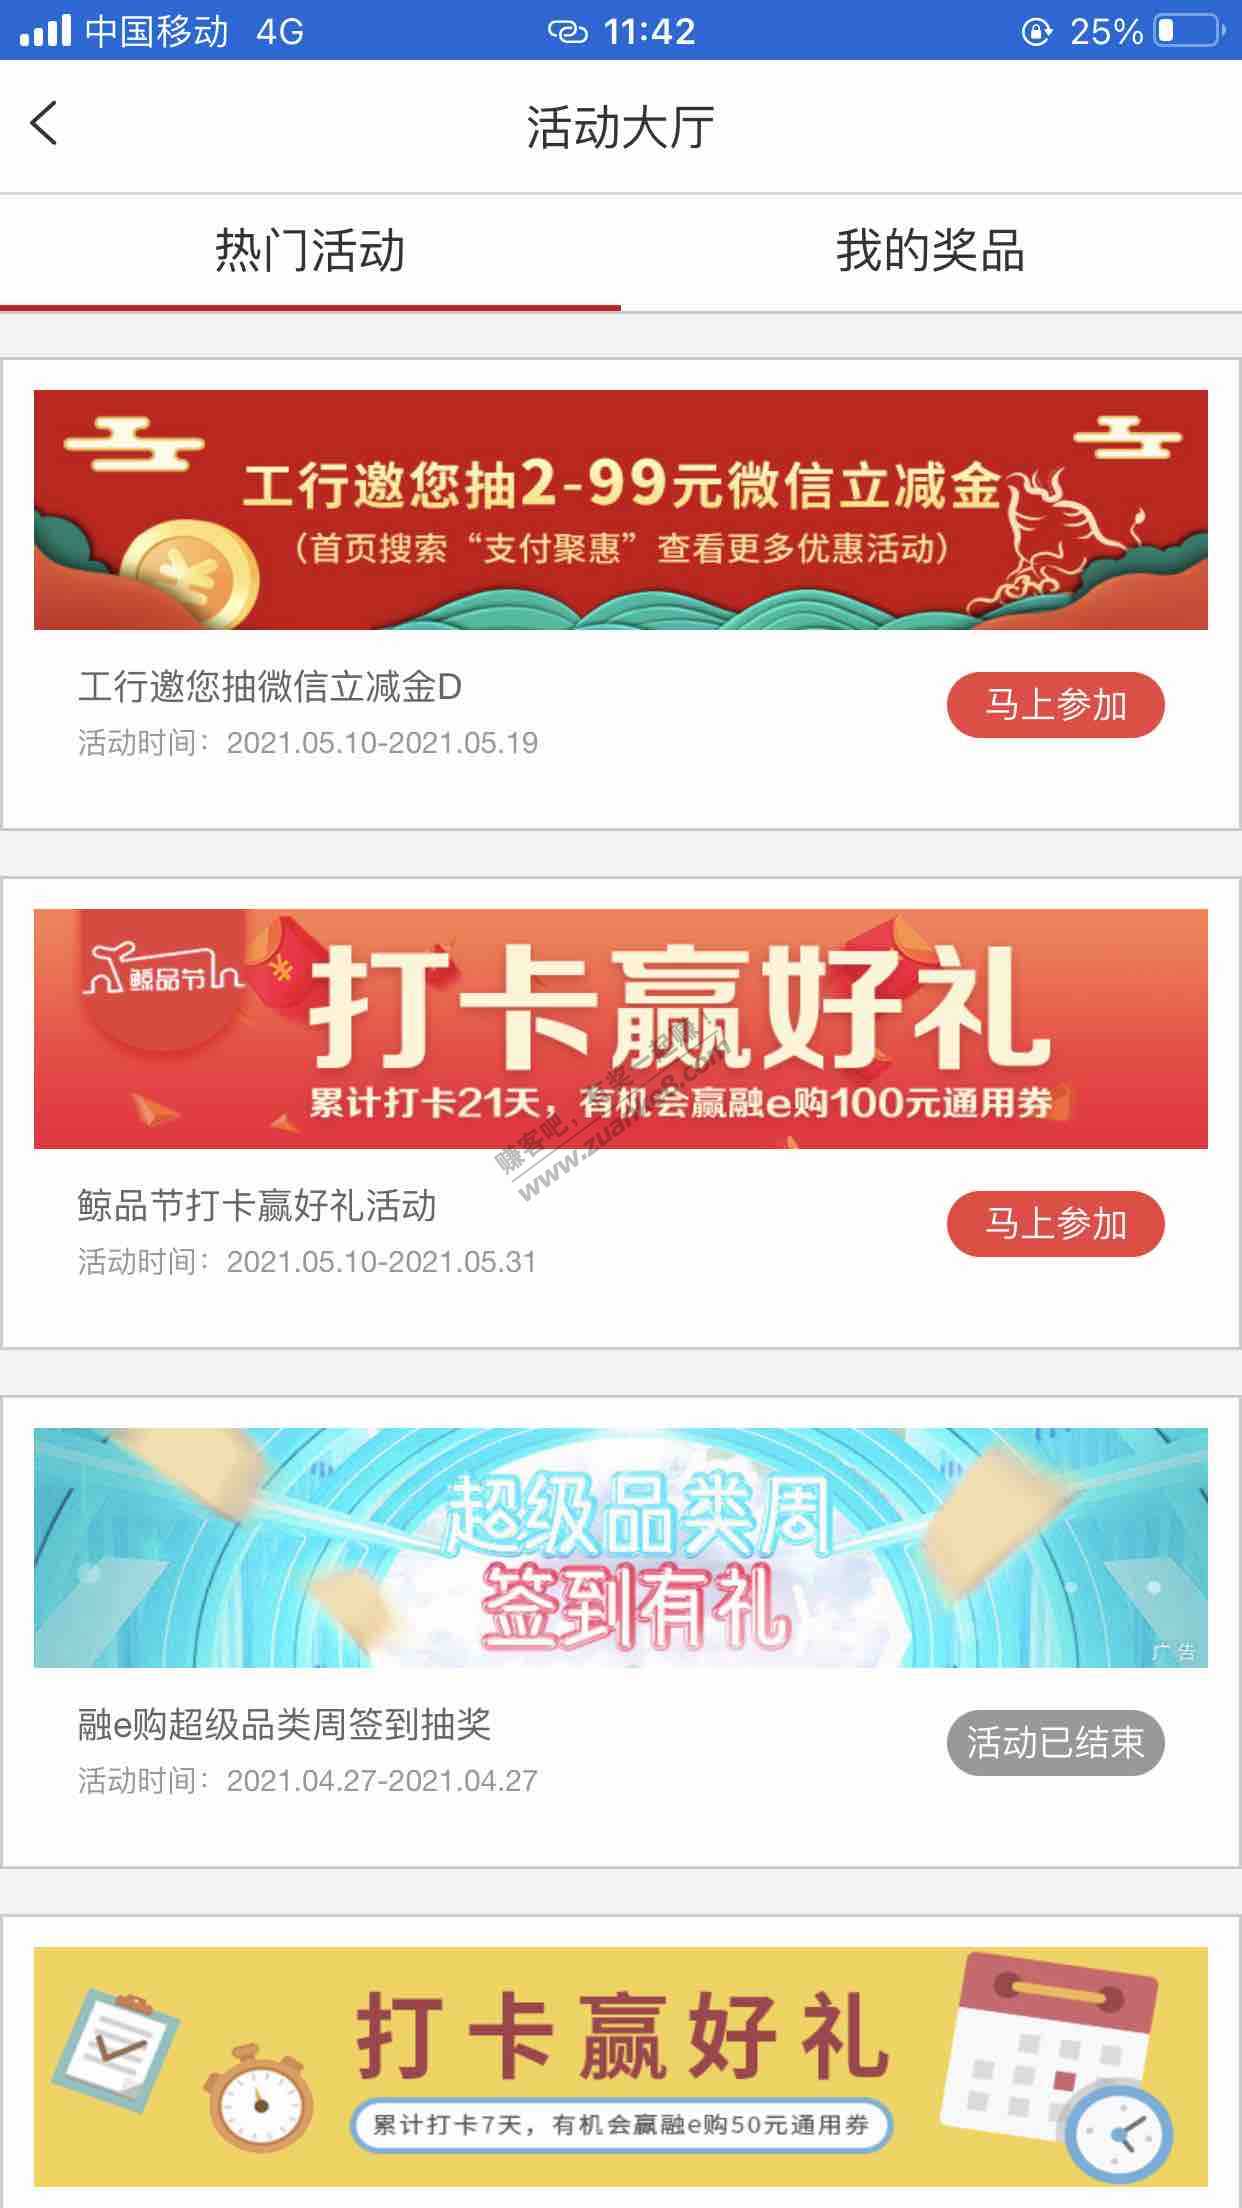 中国移动 4G 11:42 25%
活动大厅
热门活动 我的奖品
工行邀您抽2-99元微信立减金
（首页搜索“支付聚惠”查看更多优惠活动）
工行邀您抽微信立减金D
马上参加
活动时间：2021.05.10-2021.05.19
鲸品节
打卡赢好礼
累计打卡21天，有机会赢融e购100元通用券
赚客吧，有奖一起赚！
www.zuanke8.com
鲸品节打卡赢好礼活动
马上参加
活动时间：2021.05.10-2021.05.31
超级品类周
签到有礼
广告
融e购超级品类周签到抽奖
活动已结束
活动时间：2021.04.27-2021.04.27
打卡赢好礼
累计打卡7天，有机会赢融e购50元通用券